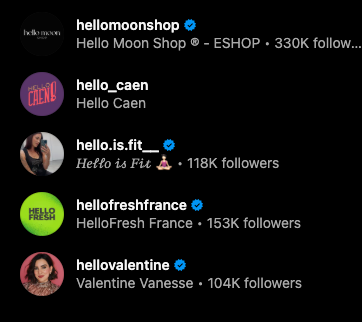 hello moon
hellomoonshop
Hello Moon Shop ® - ESHOP • 330K follow...
HELLO
CAEN!
hello_caen
Hello Caen
hello.is.fit__
𝓗𝓮𝓵𝓵𝓸 𝓲𝓼 𝓕𝓲𝓽 🧘🏻‍♀️ • 118K followers
HELLO
FRESH
hellofreshfrance
HelloFresh France • 153K followers
hellovalentine
Valentine Vanesse • 104K followers